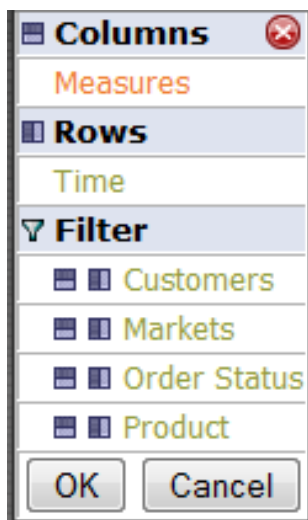 Columns
Measures
Rows
Time
Filter
Customers
Markets
Order Status
Product
OK Cancel